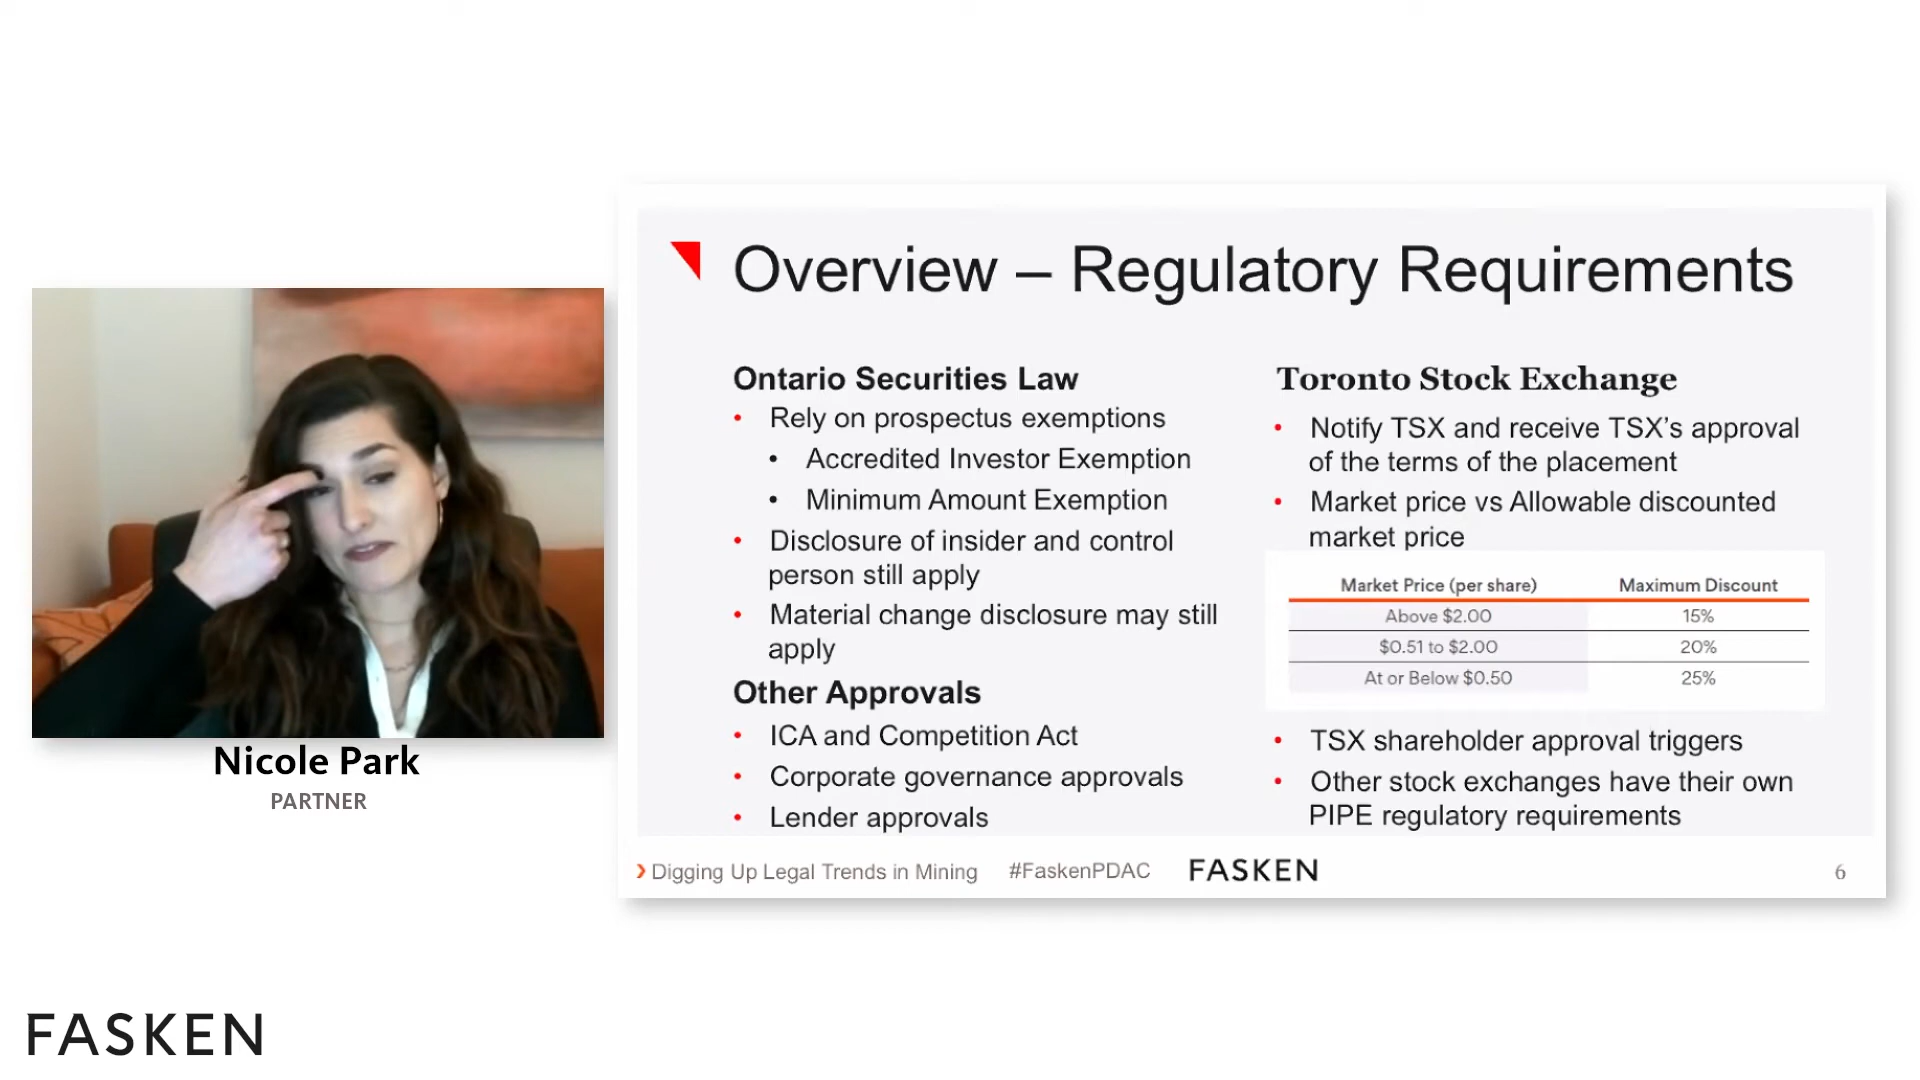 Overview – Regulatory Requirements
Ontario Securities Law
• Rely on prospectus exemptions
• Accredited Investor Exemption
• Minimum Amount Exemption
• Disclosure of insider and control
person still apply
• Material change disclosure may still
apply
Other Approvals
• ICA and Competition Act
• Corporate governance approvals
• Lender approvals
Toronto Stock Exchange
• Notify TSX and receive TSX’s approval
of the terms of the placement
• Market price vs Allowable discounted
market price
Market Price (per share) Maximum Discount
Above $2.00 15%
$0.51 to $2.00 20%
At or Below $0.50 25%
• TSX shareholder approval triggers
• Other stock exchanges have their own
PIPE regulatory requirements
Digging Up Legal Trends in Mining #FaskenPDAC FASKEN 6
Nicole Park
PARTNER
FASKEN